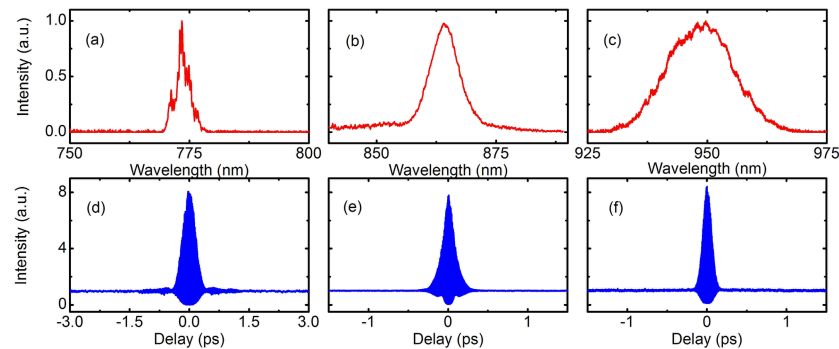 Intensity (a.u.)
1.0
0.5
0.0
(a)
(b)
(c)
750 775 800
850 875
925 950 975
Wavelength (nm)
Wavelength (nm)
Wavelength (nm)
Intensity (a.u.)
8
4
0
(d)
(e)
(f)
-3.0 -1.5 0.0 1.5 3.0
-1 0 1
-1 0 1
Delay (ps)
Delay (ps)
Delay (ps)